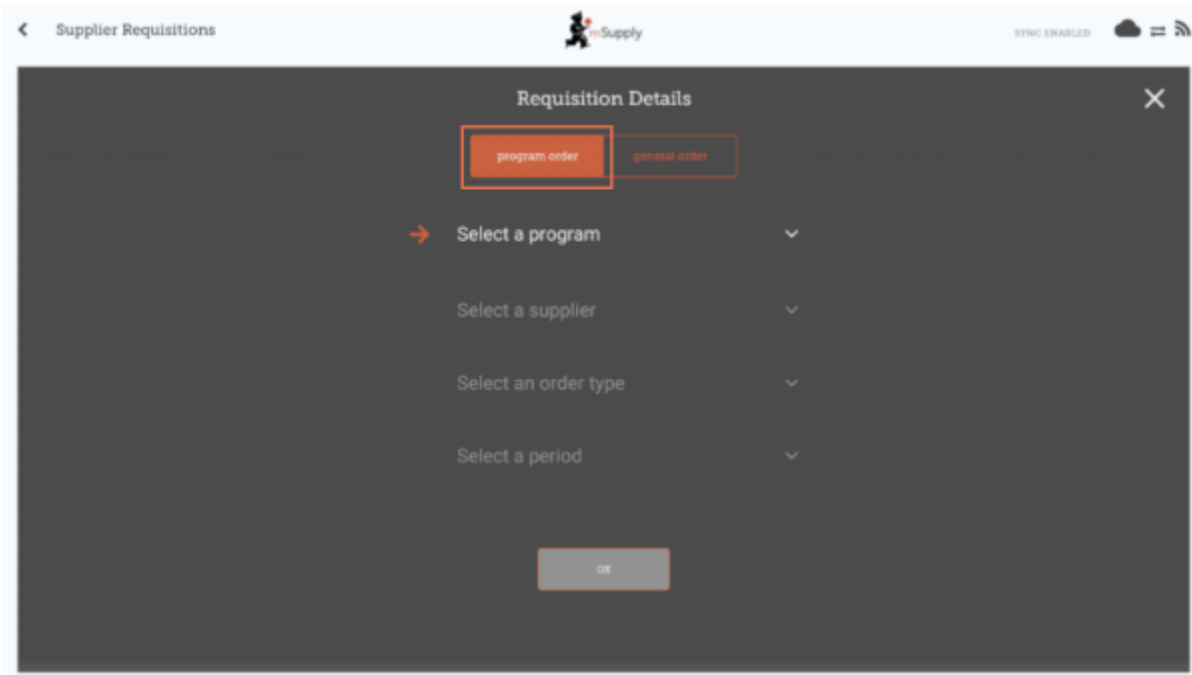 Supplier Requisitions
mSupply
SYNC ENABLED
Requisition Details
program order
general order
Select a program
Select a supplier
Select an order type
Select a period
OK